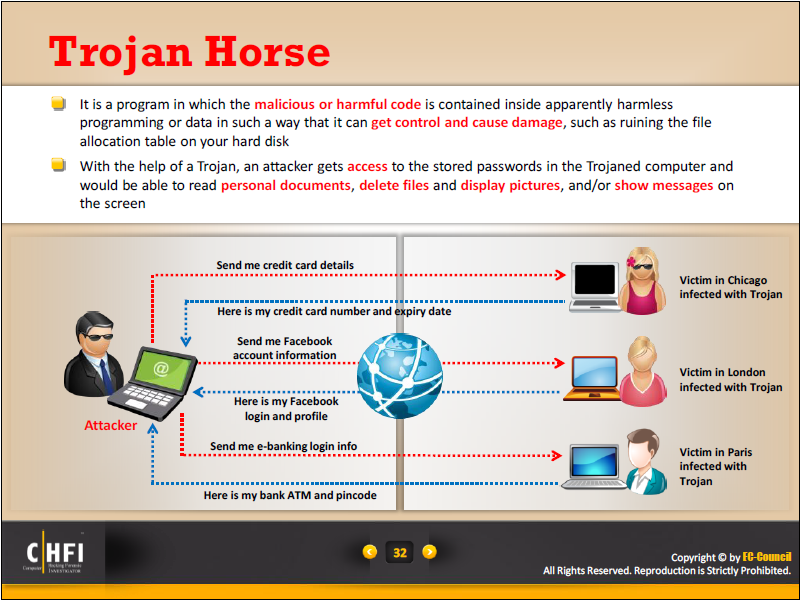 Trojan Horse
It is a program in which the malicious or harmful code is contained inside apparently harmless
programming or data in such a way that it can get control and cause damage, such as ruining the file
allocation table on your hard disk
With the help of a Trojan, an attacker gets access to the stored passwords in the Trojaned computer and
would be able to read personal documents, delete files and display pictures, and/or show messages on
the screen
Send me credit card details
Here is my credit card number and expiry date
Victim in Chicago
infected with Trojan
Send me Facebook
account information
@
Here is my Facebook
login and profile
Victim in London
infected with Trojan
Attacker
Send me e-banking login info
Here is my bank ATM and pincode
Victim in Paris
infected with
Trojan
CHFI
Computer Hacking Forensic
INVESTIGATOR
32
Copyright © by EC-Council
All Rights Reserved. Reproduction is Strictly Prohibited.